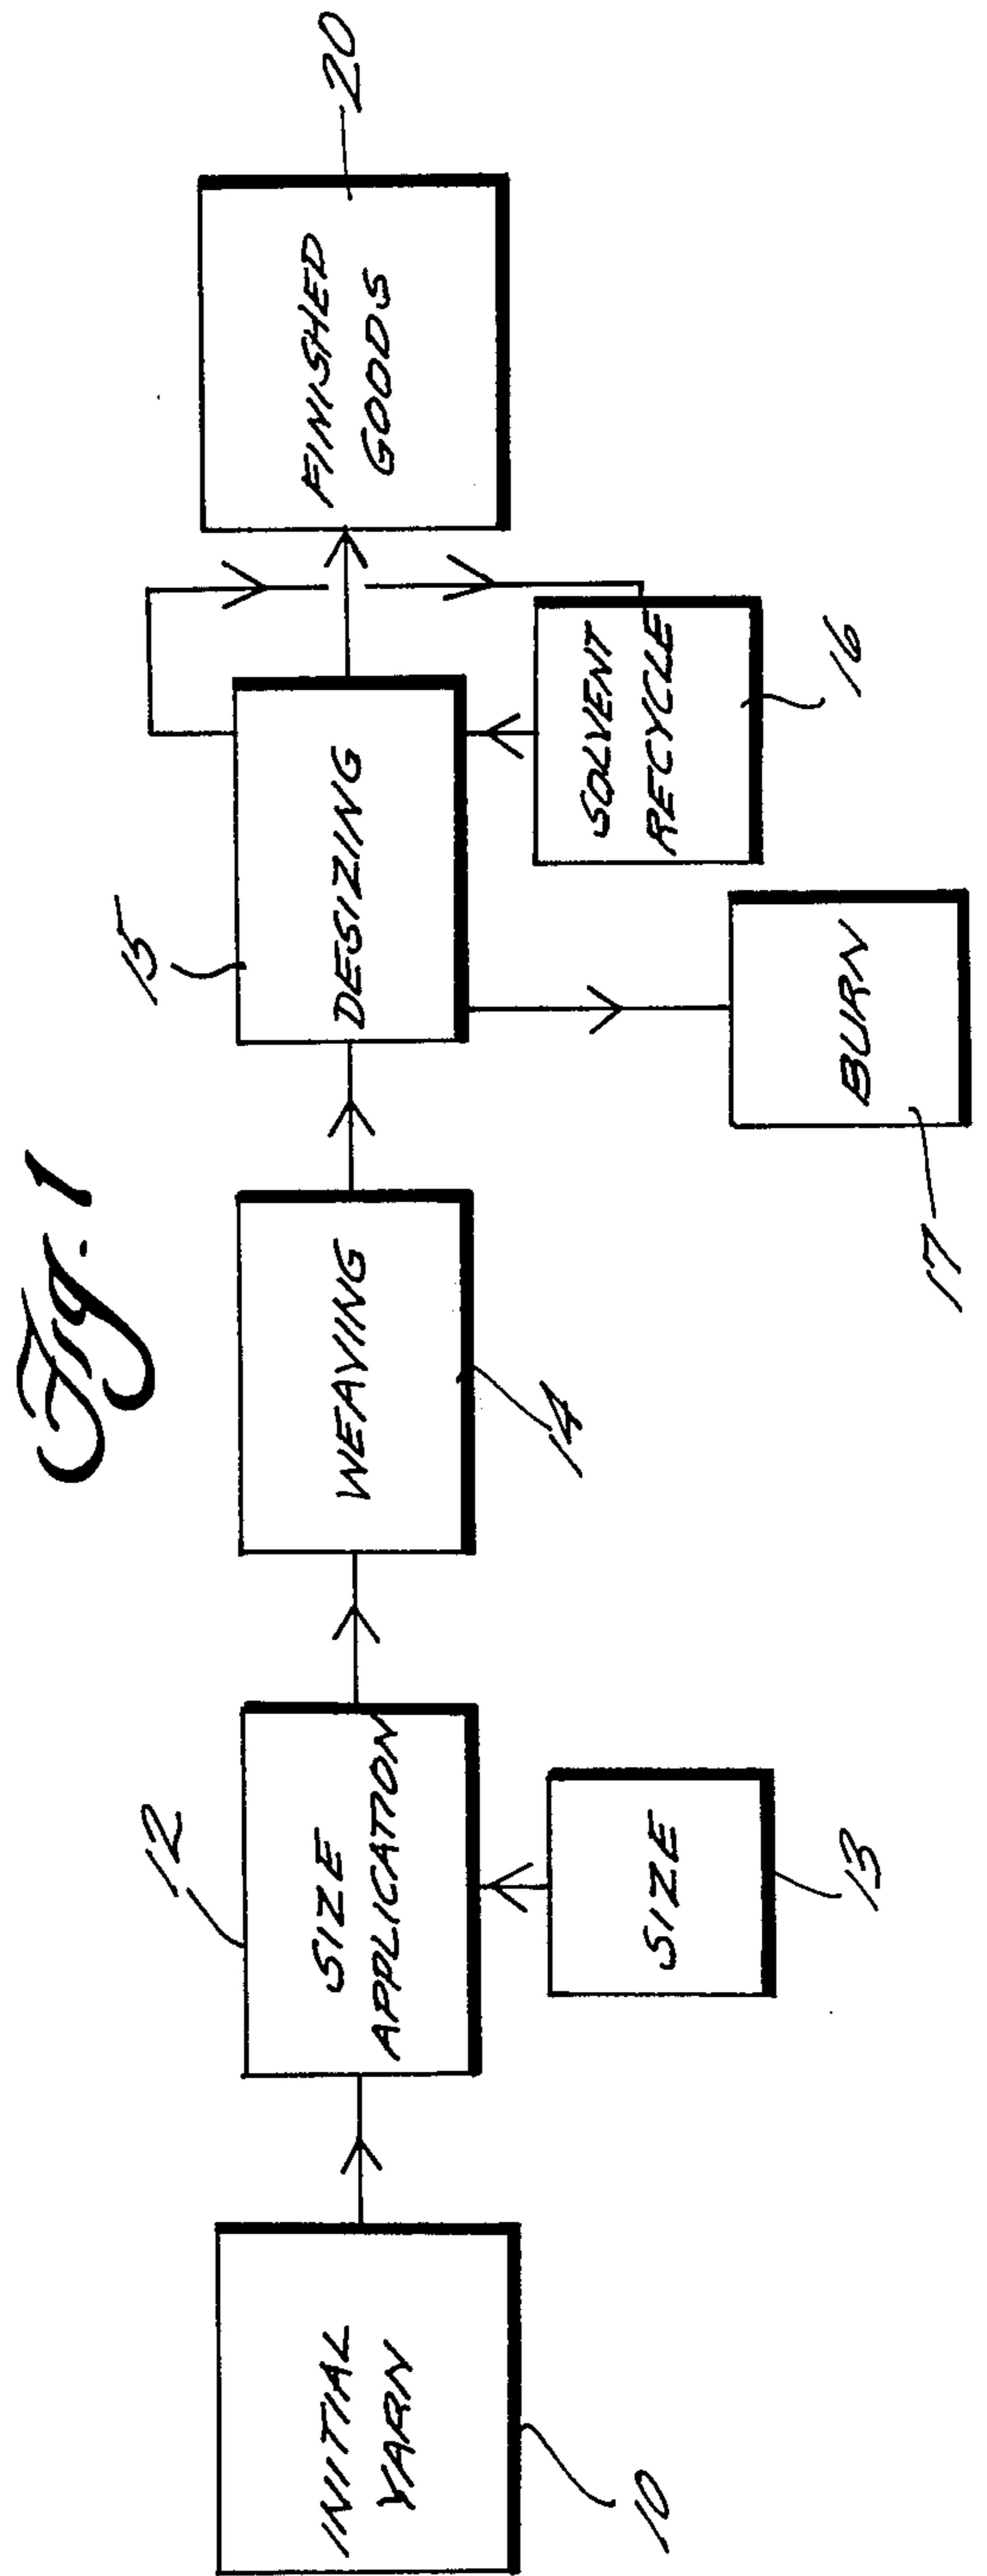 Fig. 1
INITIAL
YARN
10
SIZE
APPLICATION
12
SIZE
13
WEAVING
14
DESIZING
15
SOLVENT
RECYCLE
16
BURN
17
FINISHED
GOODS
20